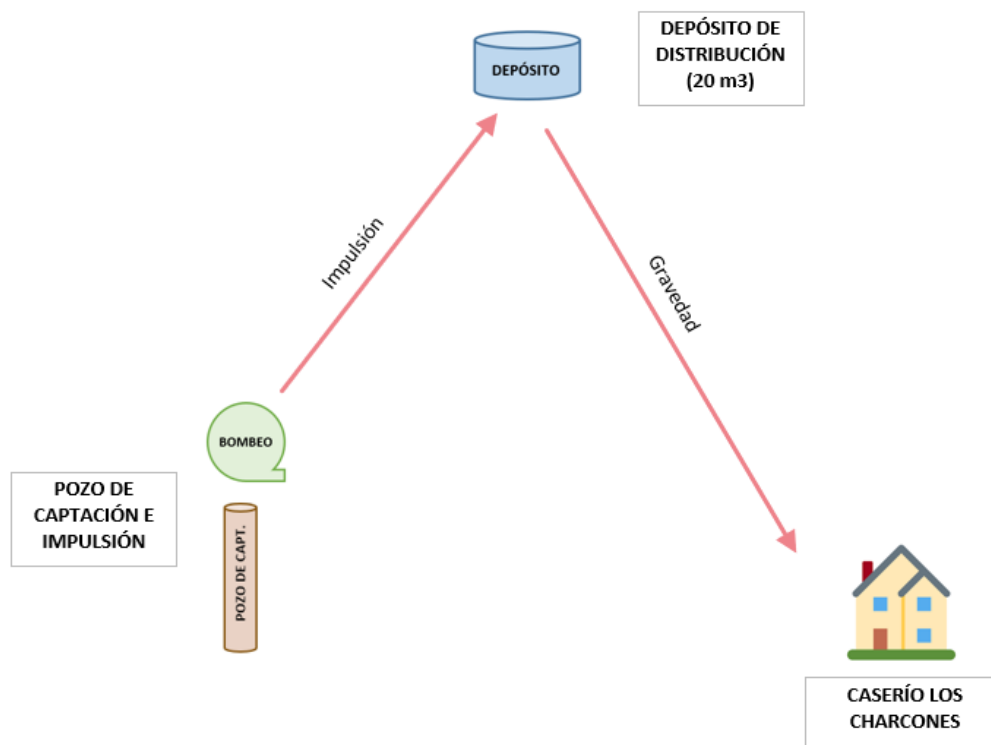 DEPÓSITO DE
DISTRIBUCIÓN
(20 m3)
DEPÓSITO
Impulsión
Gravedad
BOMBEO
POZO DE
CAPTACIÓN E
IMPULSIÓN
POZO DE CAPT.
CASERÍO LOS
CHARCONES